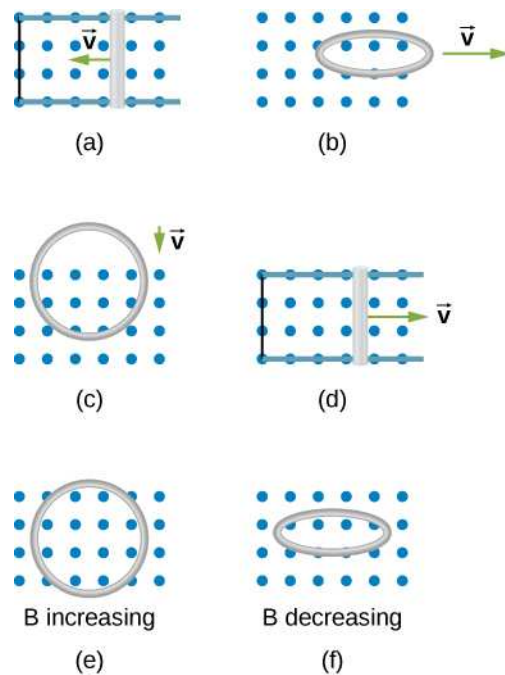 v⃗
v⃗
(a)
(b)
v⃗
v⃗
(c)
(d)
B increasing
B decreasing
(e)
(f)